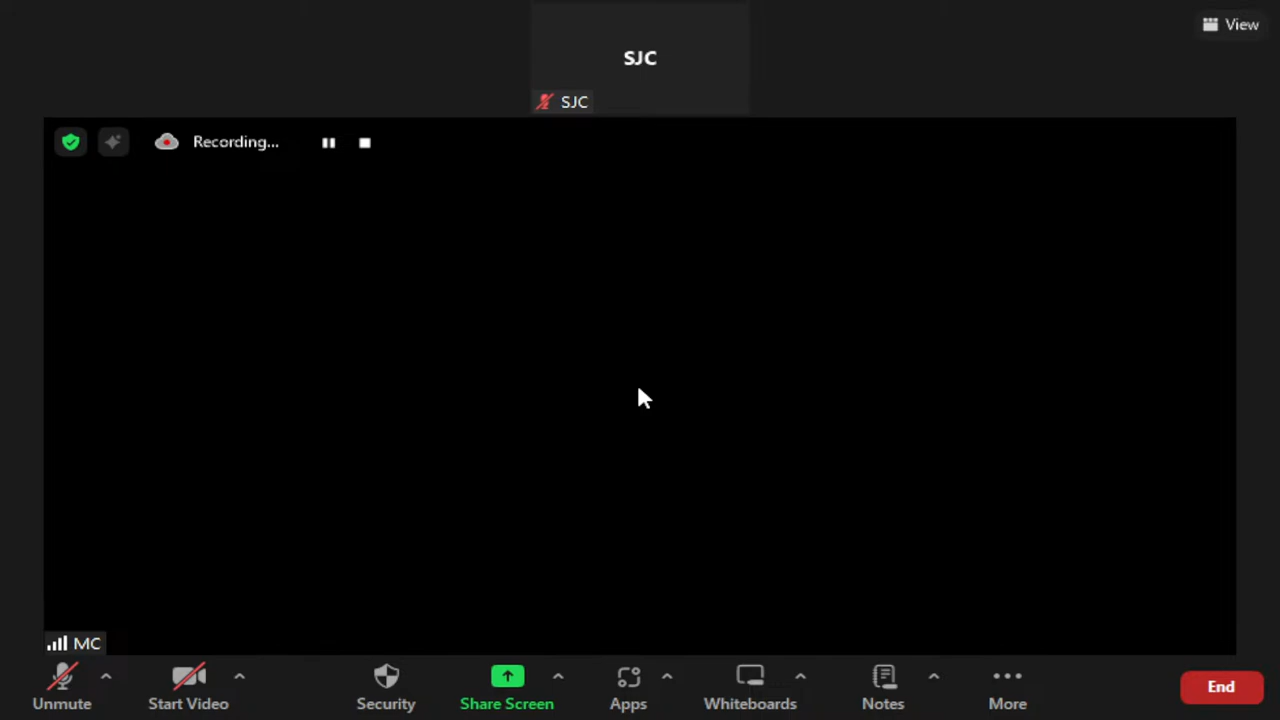 View
SJC
SJC
Recording...
MC
Unmute
Start Video
Security
Share Screen
Apps
Whiteboards
Notes
More
End